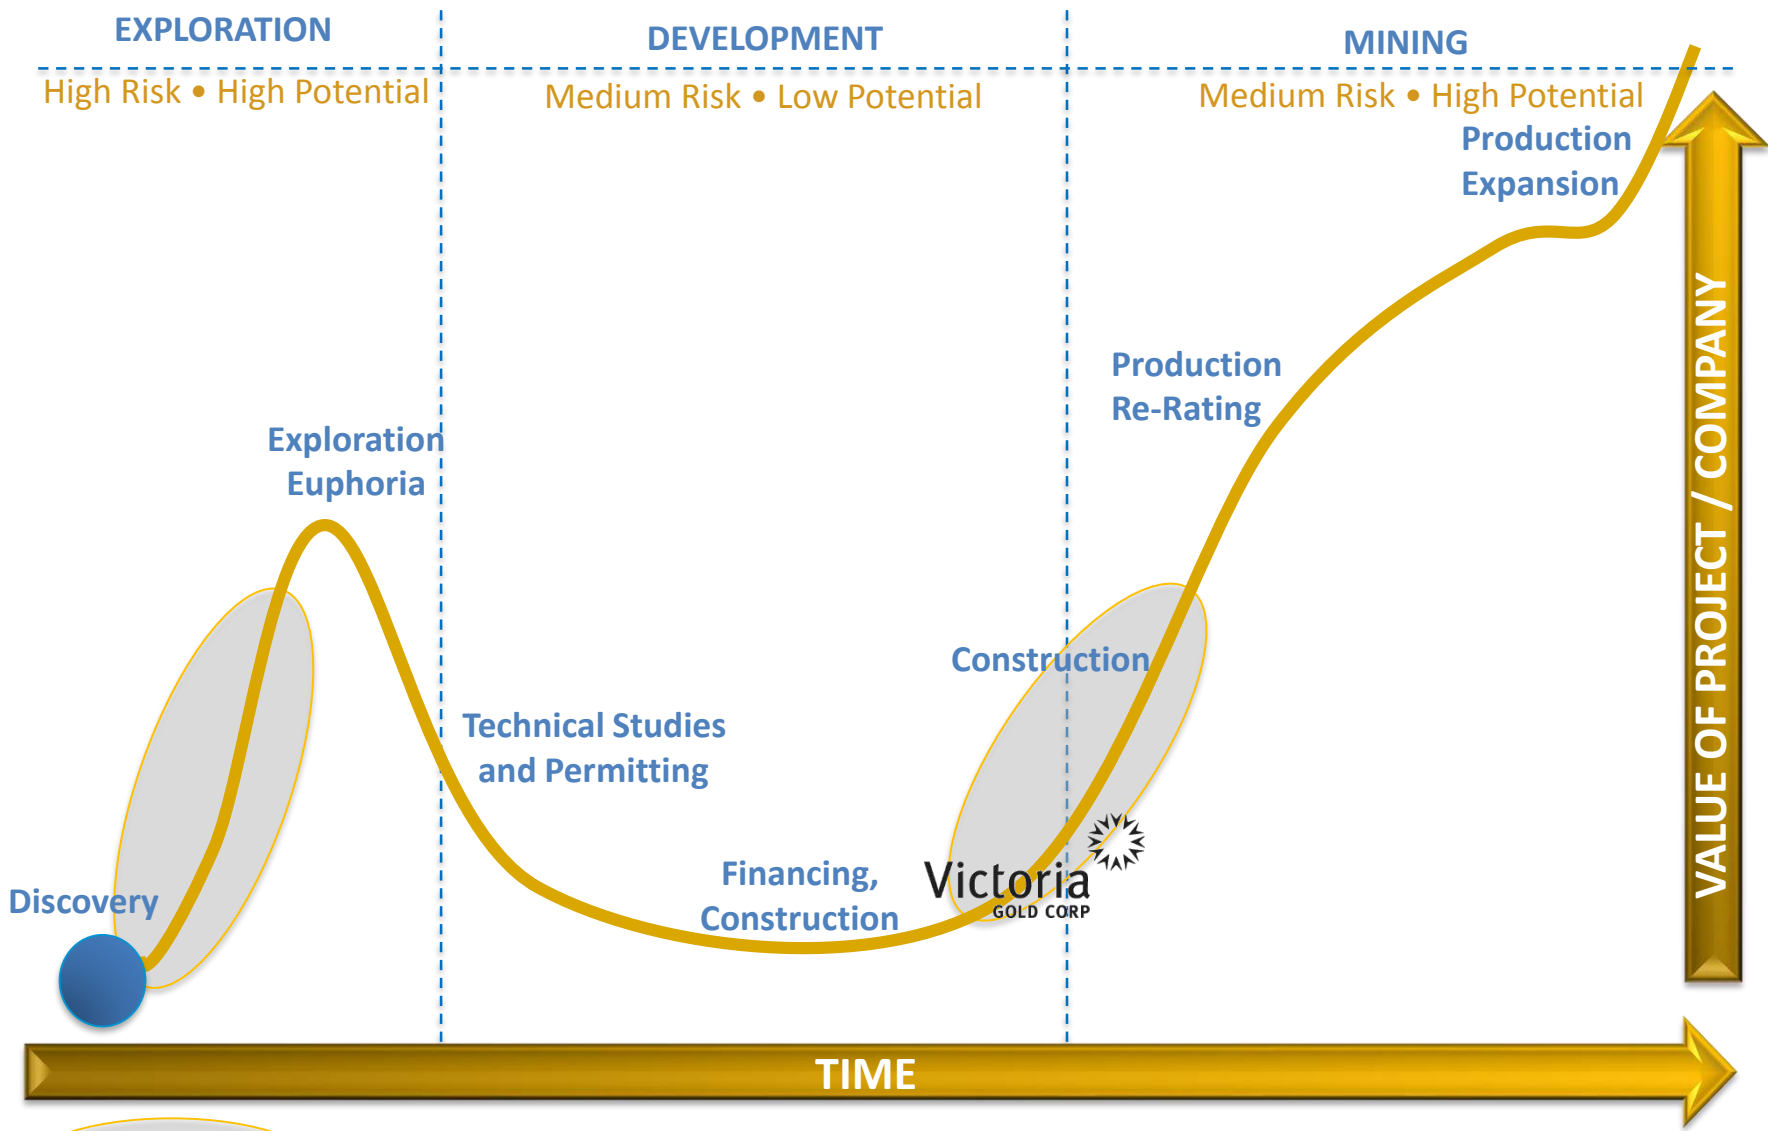 EXPLORATION
DEVELOPMENT
MINING
High Risk • High Potential
Medium Risk • Low Potential
Medium Risk • High Potential
Production
Expansion
Production
Re-Rating
Exploration
Euphoria
Construction
Technical Studies
and Permitting
Financing,
Construction
Victoria
GOLD CORP
Discovery
VALUE OF PROJECT / COMPANY
TIME